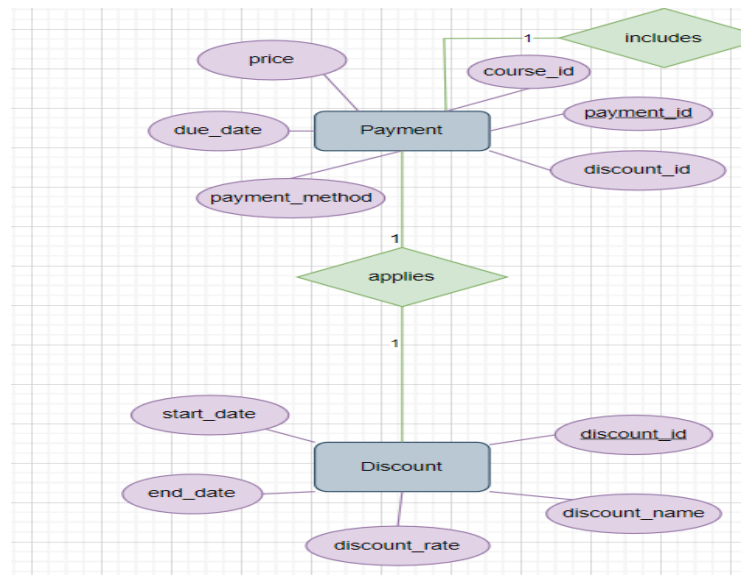 1
includes
price
course_id
payment_id
due_date
Payment
discount_id
payment_method
1
applies
1
start_date
discount_id
Discount
end_date
discount_name
discount_rate